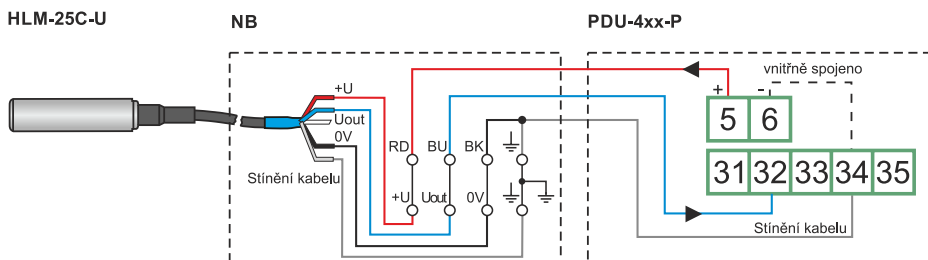 HLM-25C-U
NB
PDU-4xx-P
vnitřně spojeno
+U
Uout
0V
Stínění kabelu
RD
BU
BK
+U
Uout
0V
+
-
5
6
31
32
33
34
35
Stínění kabelu